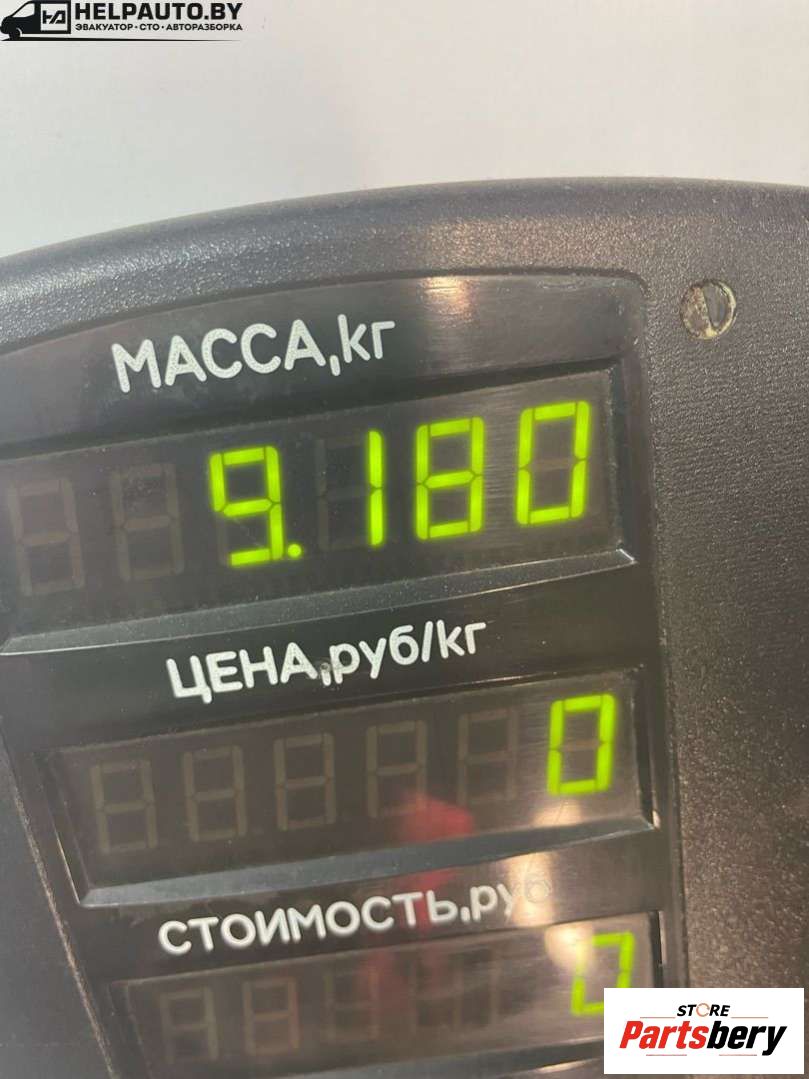 HELPAUTO.BY
ЭВАКУАТОР•СТО•АВТОРАЗБОРКА
МАССА,кг
9.180
ЦЕНА,руб/кг
0
СТОИМОСТЬ,руб
0
STORE
Partsbery